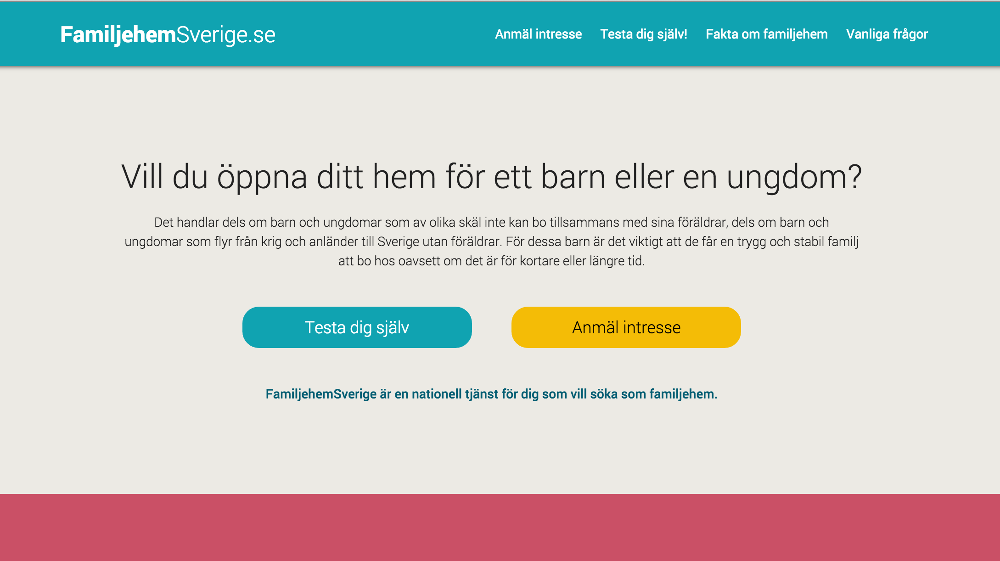 FamiljehemSverige.se
Anmäl intresse
Testa dig själv!
Fakta om familjehem
Vanliga frågor
Vill du öppna ditt hem för ett barn eller en ungdom?
Det handlar dels om barn och ungdomar som av olika skäl inte kan bo tillsammans med sina föräldrar, dels om barn och
ungdomar som flyr från krig och anländer till Sverige utan föräldrar. För dessa barn är det viktigt att de får en trygg och stabil familj
att bo hos oavsett om det är för kortare eller längre tid.
Testa dig själv
Anmäl intresse
FamiljehemSverige är en nationell tjänst för dig som vill söka som familjehem.